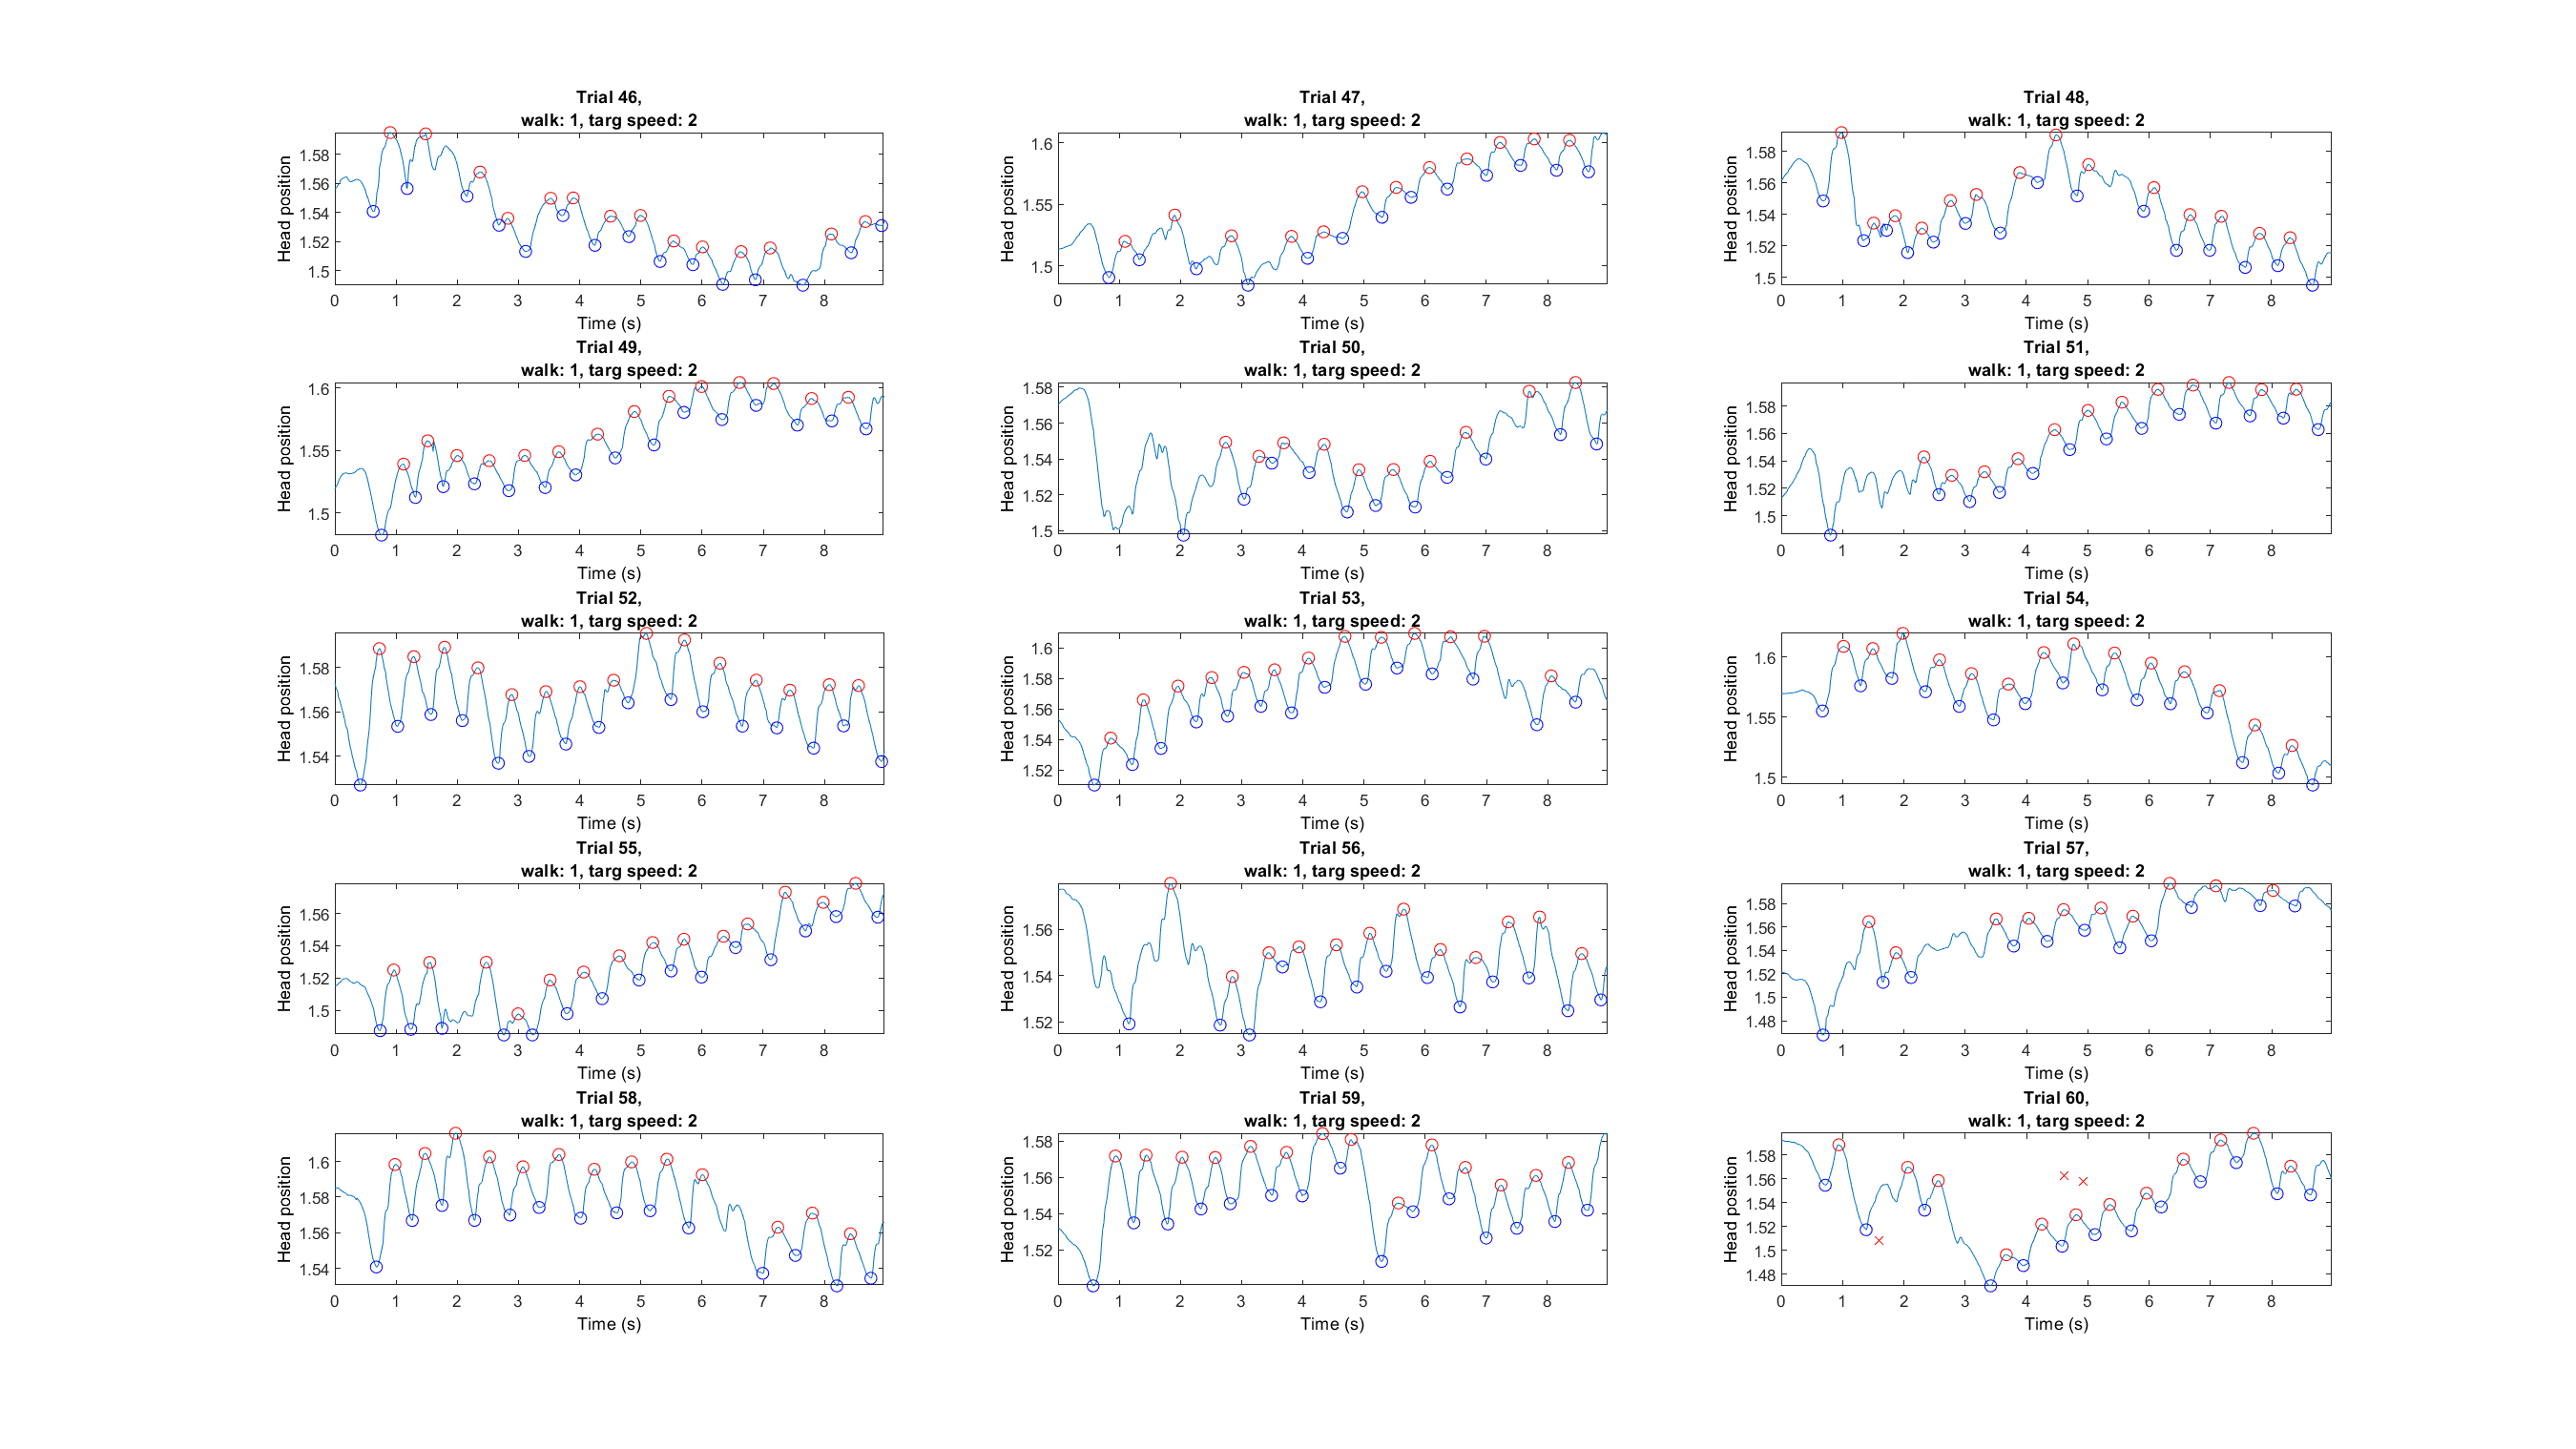 Trial 46,
walk: 1, targ speed: 2
Head position
1.58
1.56
1.54
1.52
1.5
0 1 2 3 4 5 6 7 8
Time (s)
Trial 47,
walk: 1, targ speed: 2
Head position
1.6
1.55
1.5
0 1 2 3 4 5 6 7 8
Time (s)
Trial 48,
walk: 1, targ speed: 2
Head position
1.58
1.56
1.54
1.52
1.5
0 1 2 3 4 5 6 7 8
Time (s)
Trial 49,
walk: 1, targ speed: 2
Head position
1.6
1.55
1.5
0 1 2 3 4 5 6 7 8
Time (s)
Trial 50,
walk: 1, targ speed: 2
Head position
1.58
1.56
1.54
1.52
1.5
0 1 2 3 4 5 6 7 8
Time (s)
Trial 51,
walk: 1, targ speed: 2
Head position
1.58
1.56
1.54
1.52
1.5
0 1 2 3 4 5 6 7 8
Time (s)
Trial 52,
walk: 1, targ speed: 2
Head position
1.58
1.56
1.54
0 1 2 3 4 5 6 7 8
Time (s)
Trial 53,
walk: 1, targ speed: 2
Head position
1.6
1.58
1.56
1.54
1.52
0 1 2 3 4 5 6 7 8
Time (s)
Trial 54,
walk: 1, targ speed: 2
Head position
1.6
1.55
1.5
0 1 2 3 4 5 6 7 8
Time (s)
Trial 55,
walk: 1, targ speed: 2
Head position
1.56
1.54
1.52
1.5
0 1 2 3 4 5 6 7 8
Time (s)
Trial 56,
walk: 1, targ speed: 2
Head position
1.56
1.54
1.52
0 1 2 3 4 5 6 7 8
Time (s)
Trial 57,
walk: 1, targ speed: 2
Head position
1.58
1.56
1.54
1.52
1.5
1.48
0 1 2 3 4 5 6 7 8
Time (s)
Trial 58,
walk: 1, targ speed: 2
Head position
1.6
1.58
1.56
1.54
0 1 2 3 4 5 6 7 8
Time (s)
Trial 59,
walk: 1, targ speed: 2
Head position
1.58
1.56
1.54
1.52
0 1 2 3 4 5 6 7 8
Time (s)
Trial 60,
walk: 1, targ speed: 2
Head position
1.58
1.56
1.54
1.52
1.5
1.48
0 1 2 3 4 5 6 7 8
Time (s)